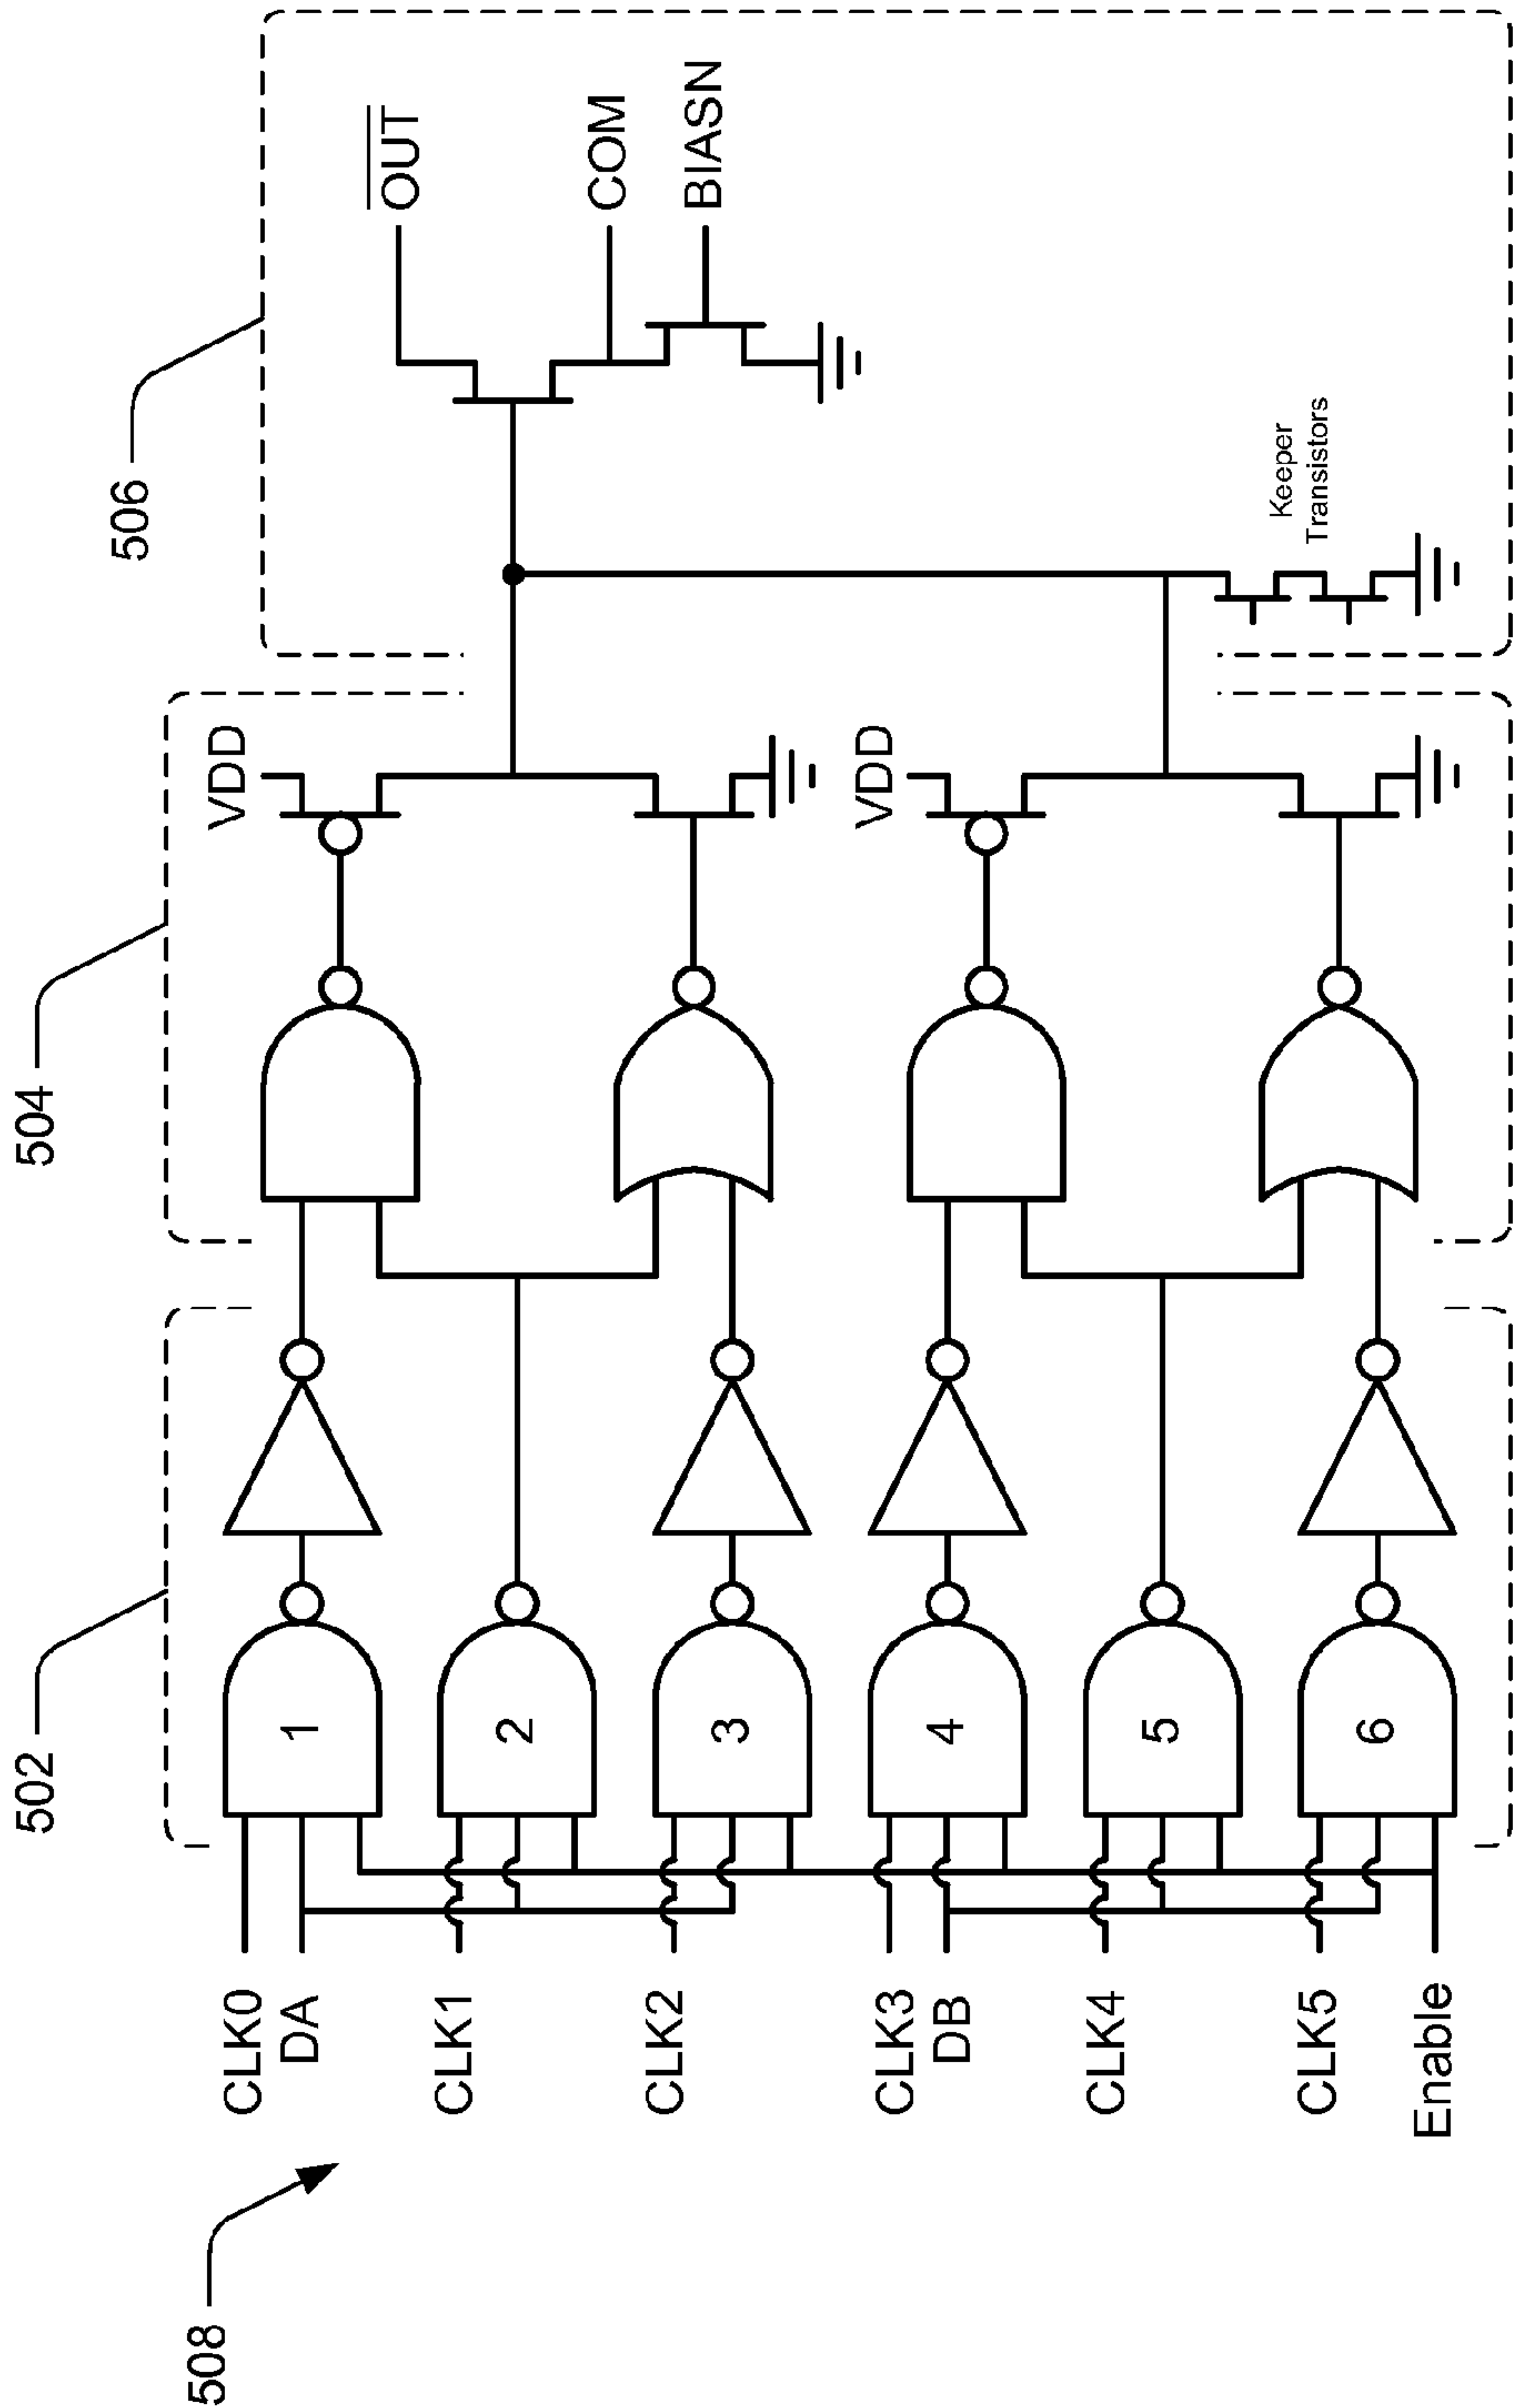 508
502
504
506
CLK0
DA
CLK1
CLK2
CLK3
DB
CLK4
CLK5
Enable
1
2
3
4
5
6
VDD
VDD
OUT
COM
BIASN
Keeper
Transistors